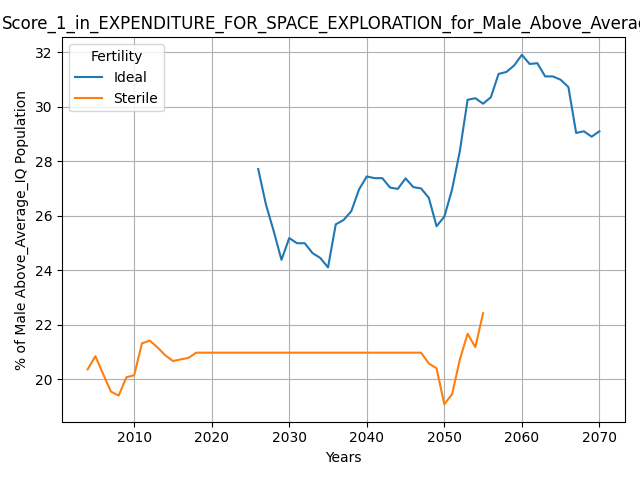 Score_1_in_EXPENDITURE_FOR_SPACE_EXPLORATION_for_Male_Above_Avera
Fertility
Ideal
Sterile
% of Male Above_Average_IQ Population
32
30
28
26
24
22
20
2010 2020 2030 2040 2050 2060 2070
Years